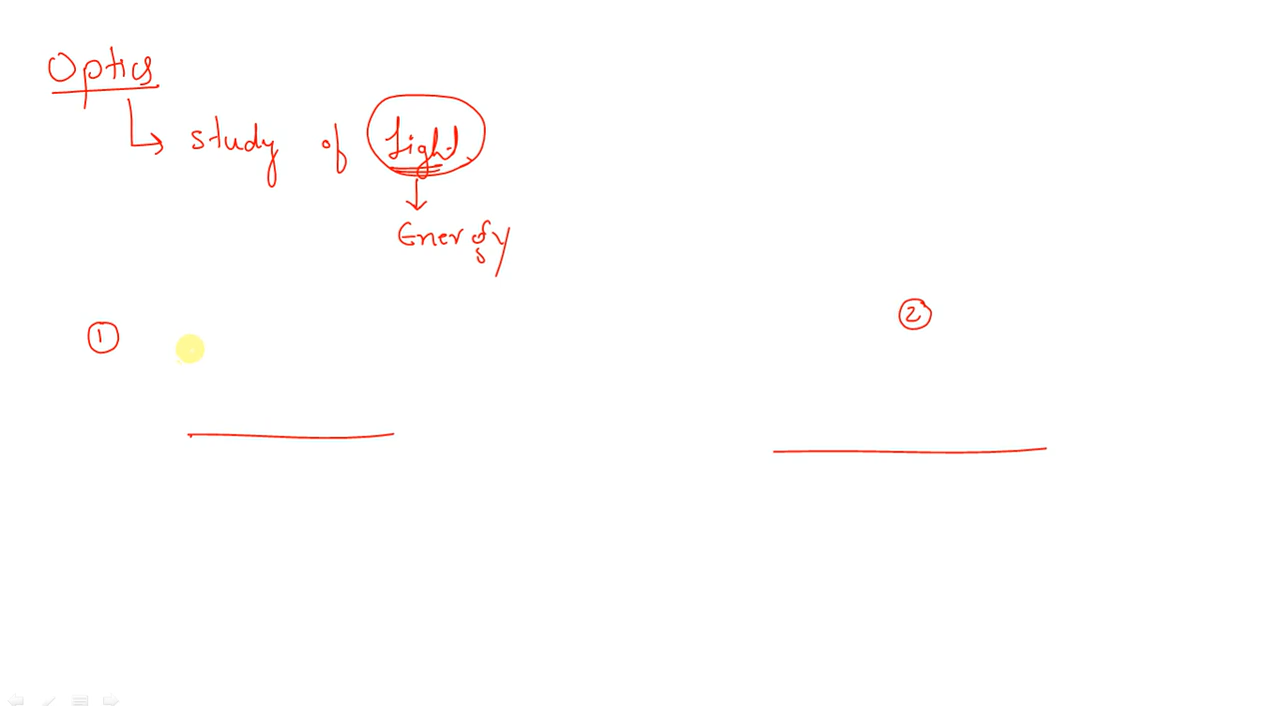 Optics
↳ study of Light
↓
Energy
① ②